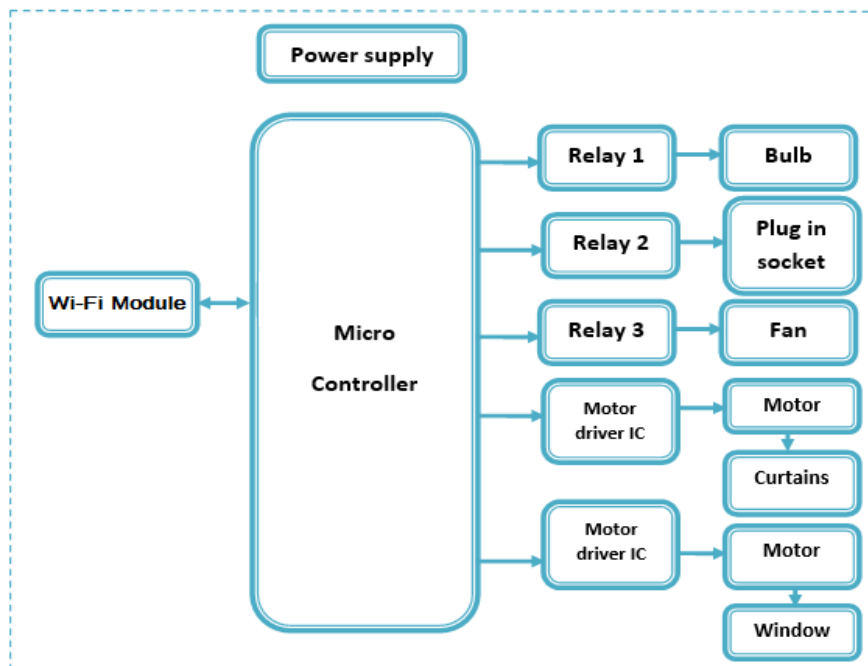 Power supply
Relay 1
Bulb
Relay 2
Plug in
socket
Wi-Fi Module
Micro
Controller
Relay 3
Fan
Motor
driver IC
Motor
Curtains
Motor
driver IC
Motor
Window